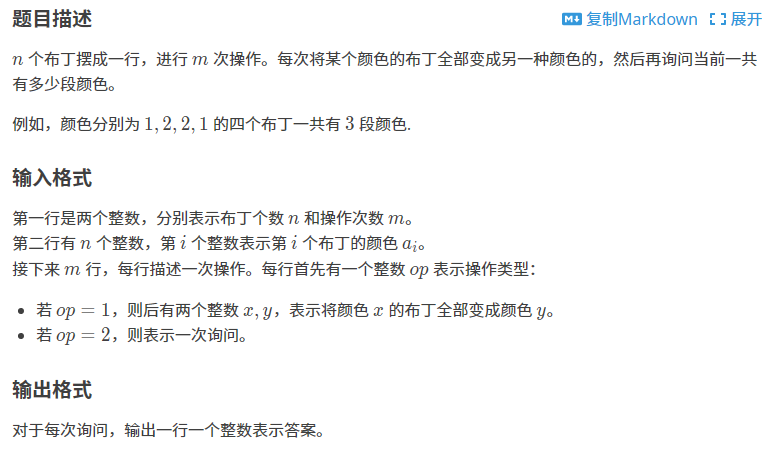 题目描述
复制Markdown 展开
n 个布丁摆成一行，进行 m 次操作。每次将某个颜色的布丁全部变成另一种颜色的，然后再询问当前一共
有多少段颜色。
例如，颜色分别为 1, 2, 2, 1 的四个布丁一共有 3 段颜色.
输入格式
第一行是两个整数，分别表示布丁个数 n 和操作次数 m。
第二行有 n 个整数，第 i 个整数表示第 i 个布丁的颜色 a_i。
接下来 m 行，每行描述一次操作。每行首先有一个整数 op 表示操作类型：
• 若 op = 1，则后有两个整数 x, y，表示将颜色 x 的布丁全部变成颜色 y。
• 若 op = 2，则表示一次询问。
输出格式
对于每次询问，输出一行一个整数表示答案。